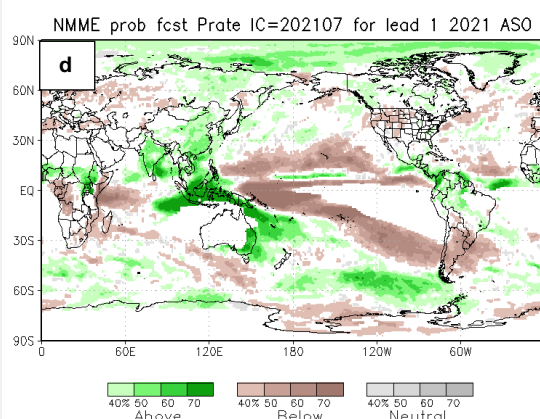 NMME prob fcst Prate IC=202107 for lead 1 2021 ASO
90N
d
60N
30N
EQ
30S
60S
90S
0 60E 120E 180 120W 60W
40% 50 60 70 40% 50 60 70 40% 50 60 70
Above Below Neutral